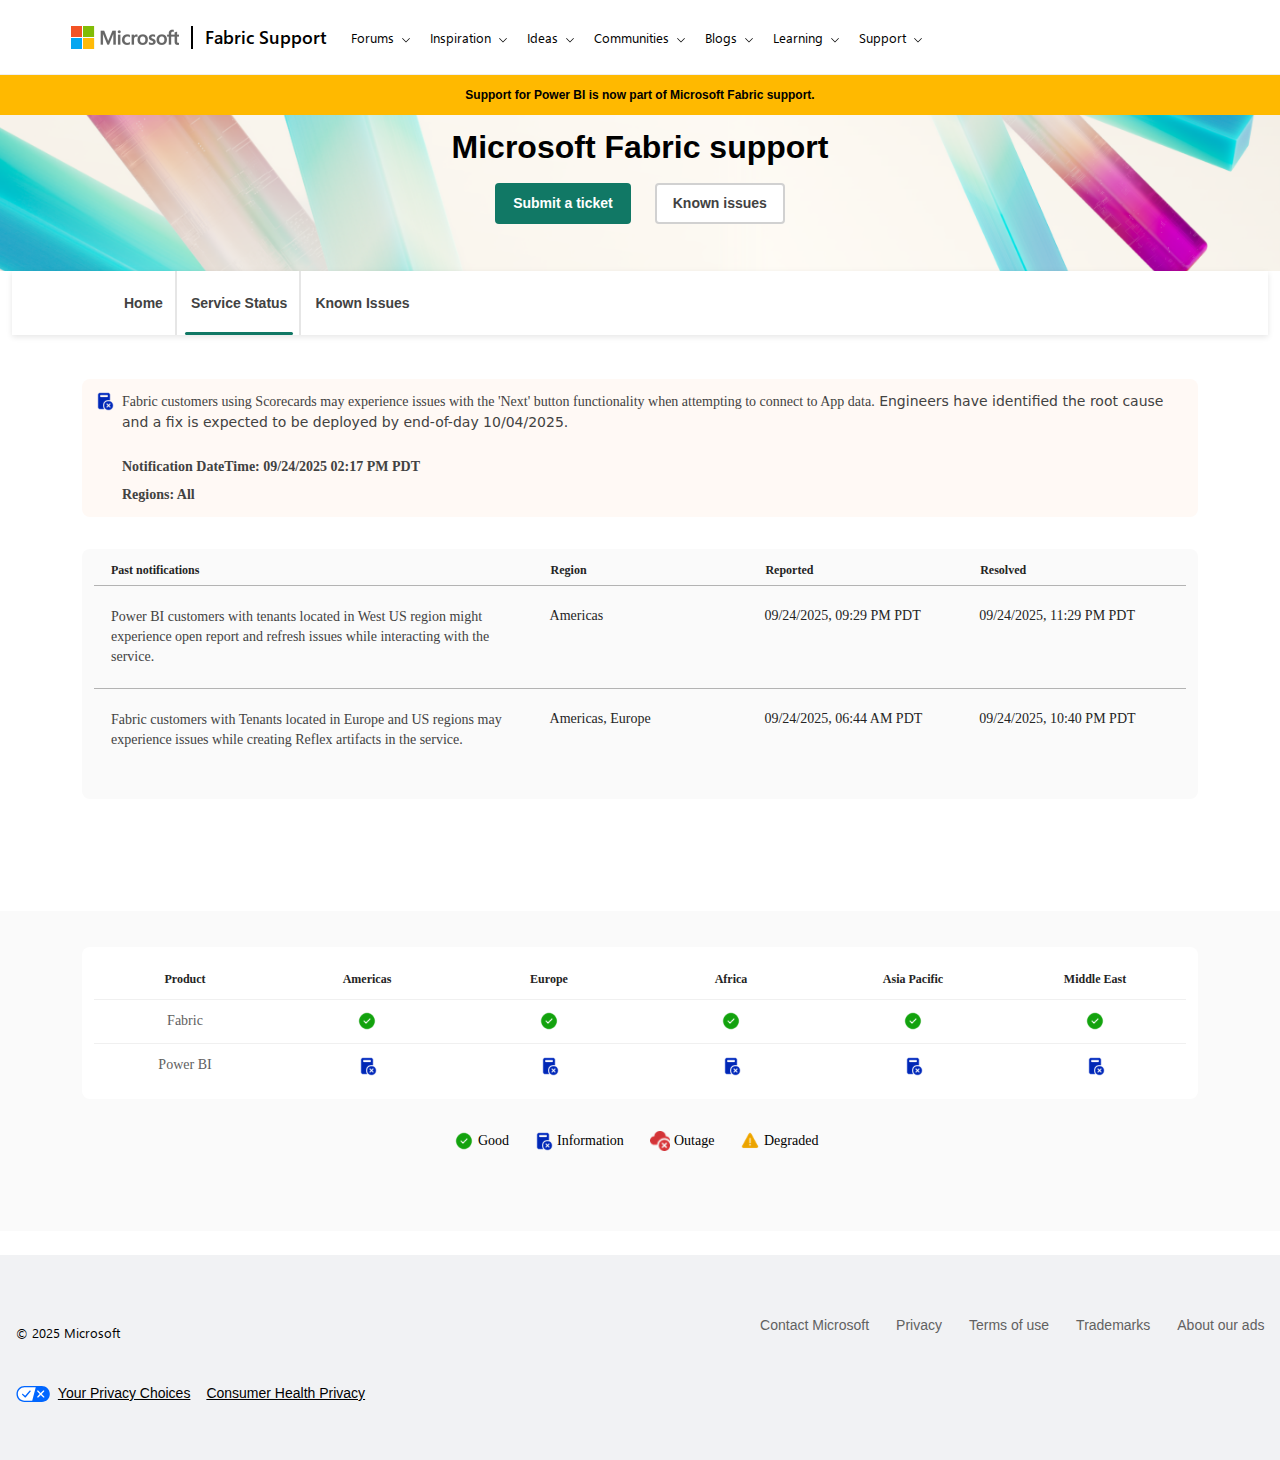 Microsoft | Fabric Support Forums Inspiration Ideas Communities Blogs Learning Support
Support for Power BI is now part of Microsoft Fabric support.
Microsoft Fabric support
Submit a ticket Known issues
Home Service Status Known Issues
Fabric customers using Scorecards may experience issues with the 'Next' button functionality when attempting to connect to App data. Engineers have identified the root cause
and a fix is expected to be deployed by end-of-day 10/04/2025.
Notification DateTime: 09/24/2025 02:17 PM PDT
Regions: All
Past notifications Region Reported Resolved
Power BI customers with tenants located in West US region might Americas 09/24/2025, 09:29 PM PDT 09/24/2025, 11:29 PM PDT
experience open report and refresh issues while interacting with the
service.
Fabric customers with Tenants located in Europe and US regions may Americas, Europe 09/24/2025, 06:44 AM PDT 09/24/2025, 10:40 PM PDT
experience issues while creating Reflex artifacts in the service.
Product Americas Europe Africa Asia Pacific Middle East
Fabric
Power BI
Good Information Outage Degraded
Contact Microsoft Privacy Terms of use Trademarks About our ads
© 2025 Microsoft
Your Privacy Choices Consumer Health Privacy